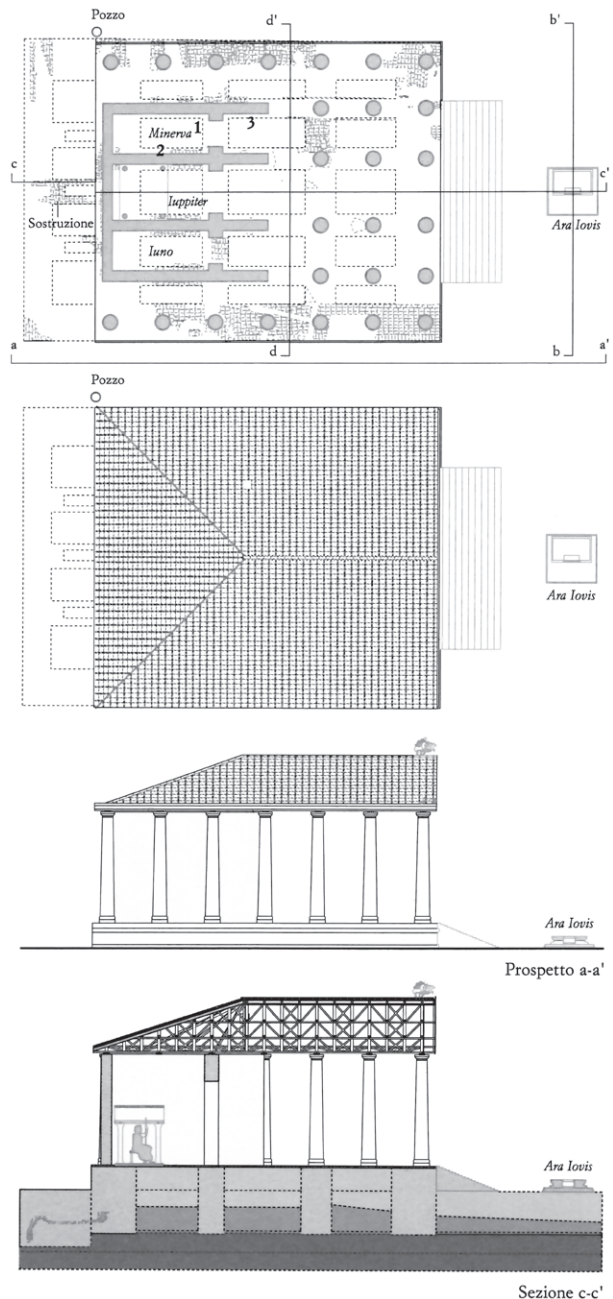 Pozzo
d'
b'
Minerva
1
3
2
c
c'
Iuppiter
Sostruzione
Ara Iovis
Iuno
a
d
b
a'
Pozzo
Ara Iovis
Ara Iovis
Prospetto a-a'
Ara Iovis
Sezione c-c'